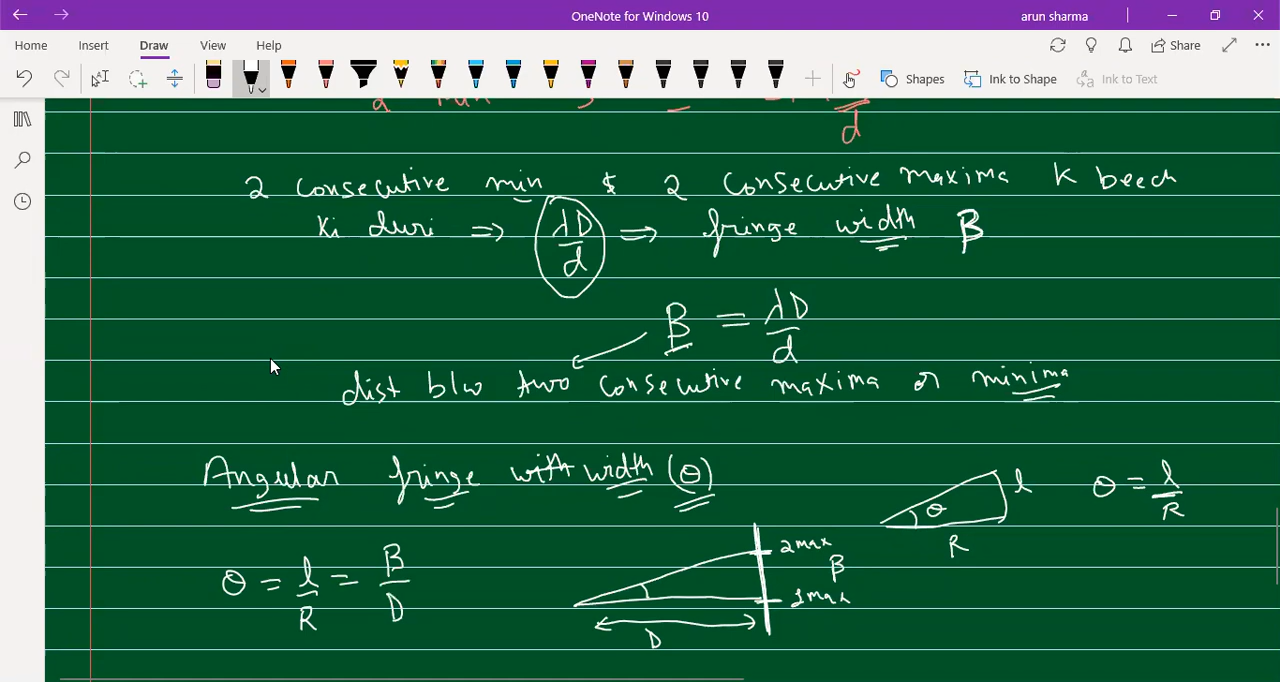 OneNote for Windows 10
arun sharma
Home Insert Draw View Help
Share
Shapes Ink to Shape Ink to Text
d
2 consecutive min & 2 consecutive maxima k beech
ki duri ⇒ λD/d ⇒ fringe width β
β = λD/d
dist b/w two consecutive maxima or minima
Angular fringe with width (θ)
θ l R θ = l/R
θ = l/R = β/D
2max
β
1max
D